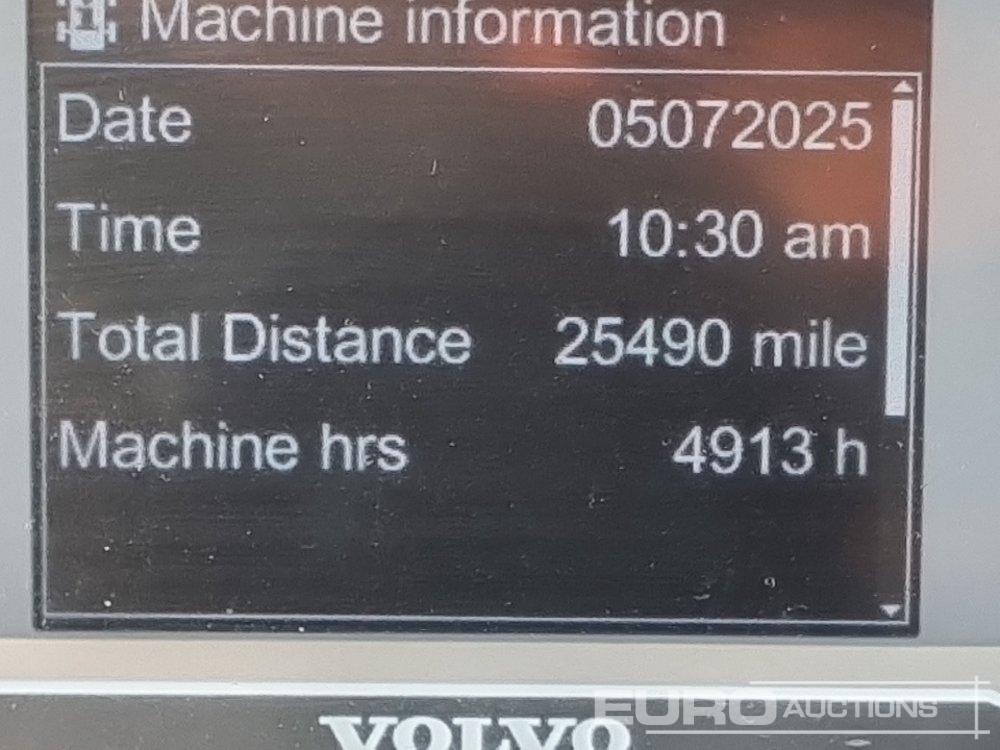 Machine information
Date 05072025
Time 10:30 am
Total Distance 25490 mile
Machine hrs 4913 h
VOLVO
EURO AUCTIONS